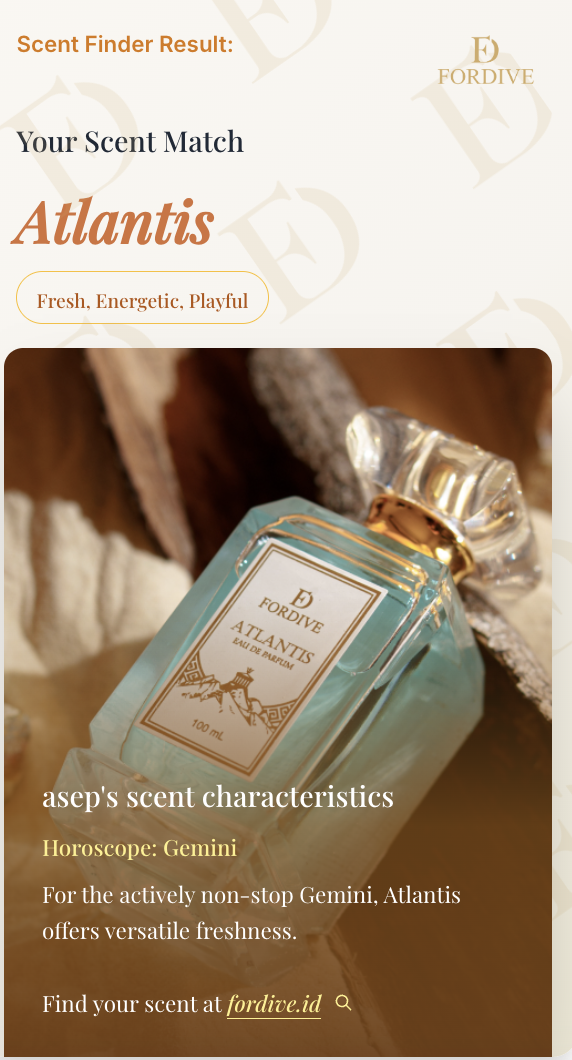 Scent Finder Result:
FD
FORDIVE
Your Scent Match
Atlantis
Fresh, Energetic, Playful
FD
FORDIVE
ATLANTIS
EAU DE PARFUM
100 mL
asep's scent characteristics
Horoscope: Gemini
For the actively non-stop Gemini, Atlantis
offers versatile freshness.
Find your scent at fordive.id